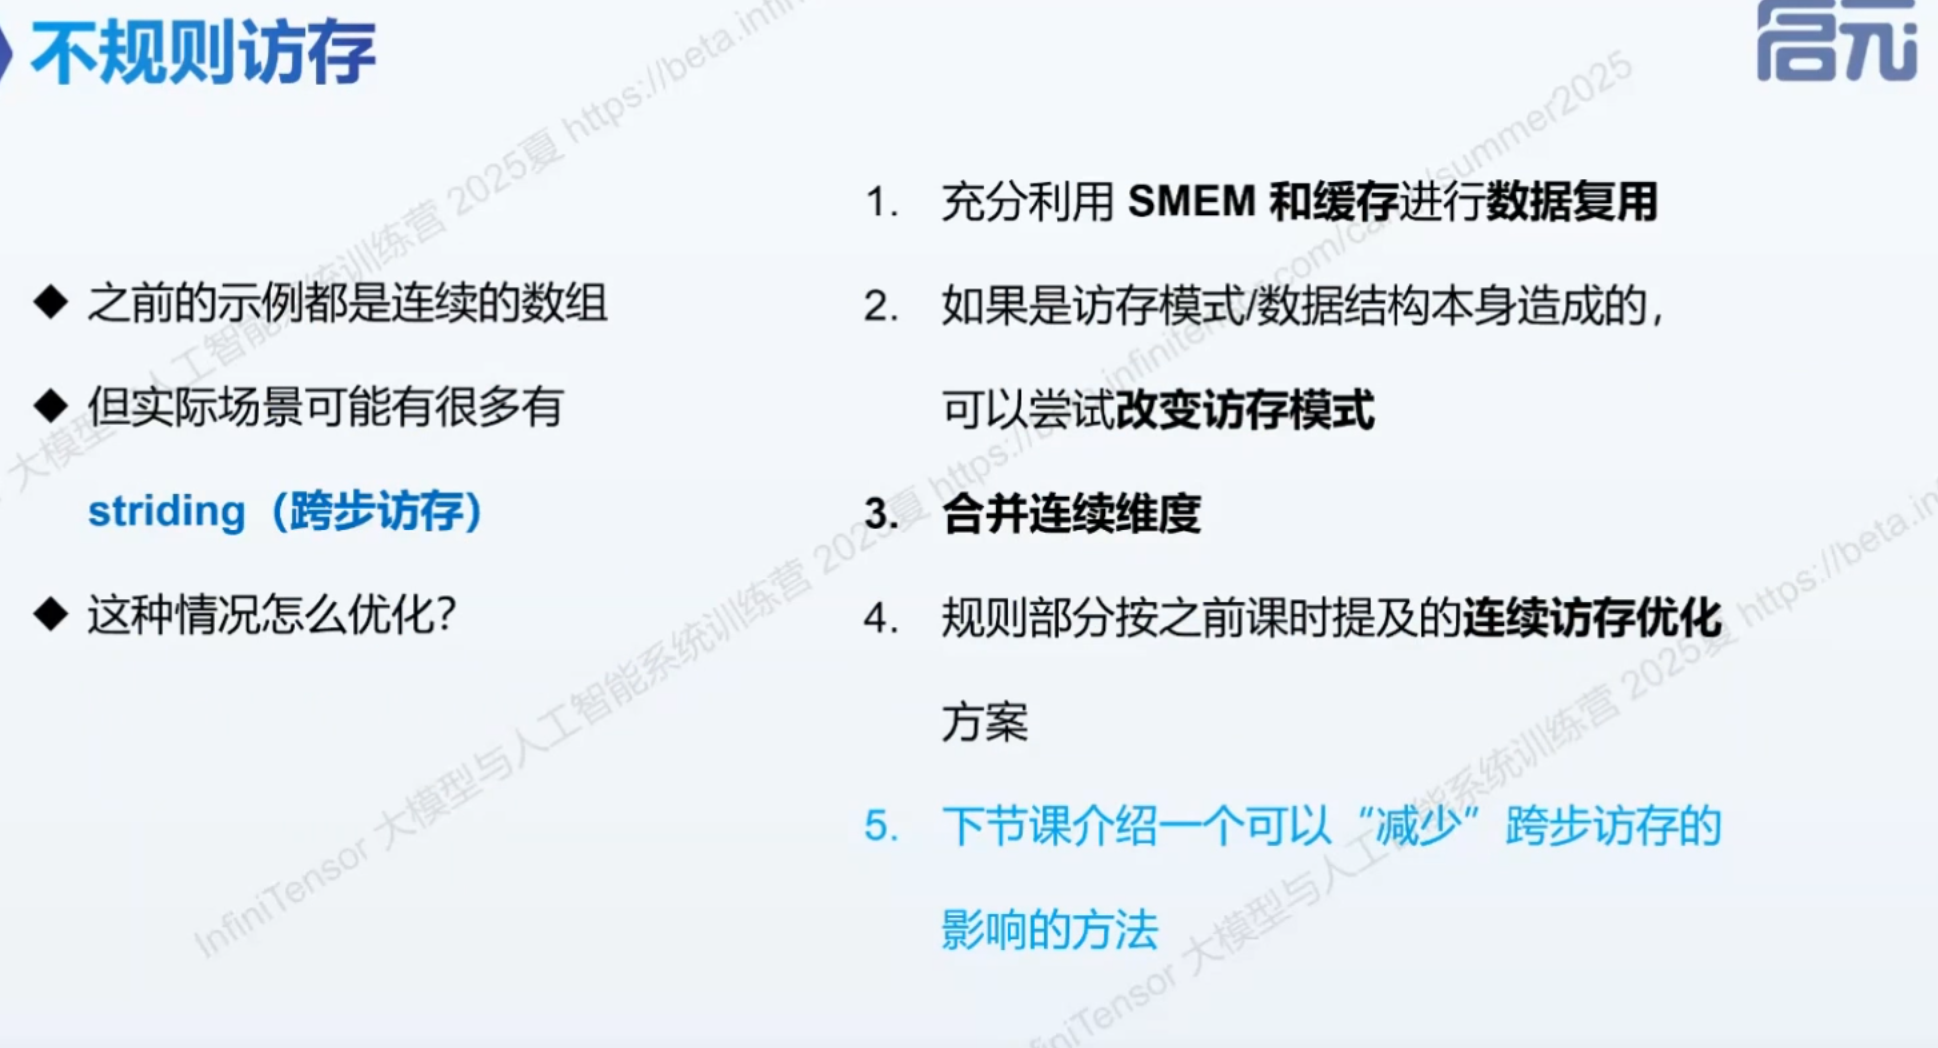 不规则访存
启元
◆ 之前的示例都是连续的数组
◆ 但实际场景可能有很多有
striding（跨步访存）
◆ 这种情况怎么优化？
1. 充分利用 SMEM 和缓存进行数据复用
2. 如果是访存模式/数据结构本身造成的，
可以尝试改变访存模式
3. 合并连续维度
4. 规则部分按之前课时提及的连续访存优化
方案
5. 下节课介绍一个可以“减少”跨步访存的
影响的方法
大模型与人工智能系统训练营 2025夏 https://beta.infini
InfiniTensor 大模型与人工智能系统训练营 2025夏 https://beta.infinitensor.com/camp/summer2025
InfiniTensor 大模型与人工智能系统训练营 2025夏 https://beta.in